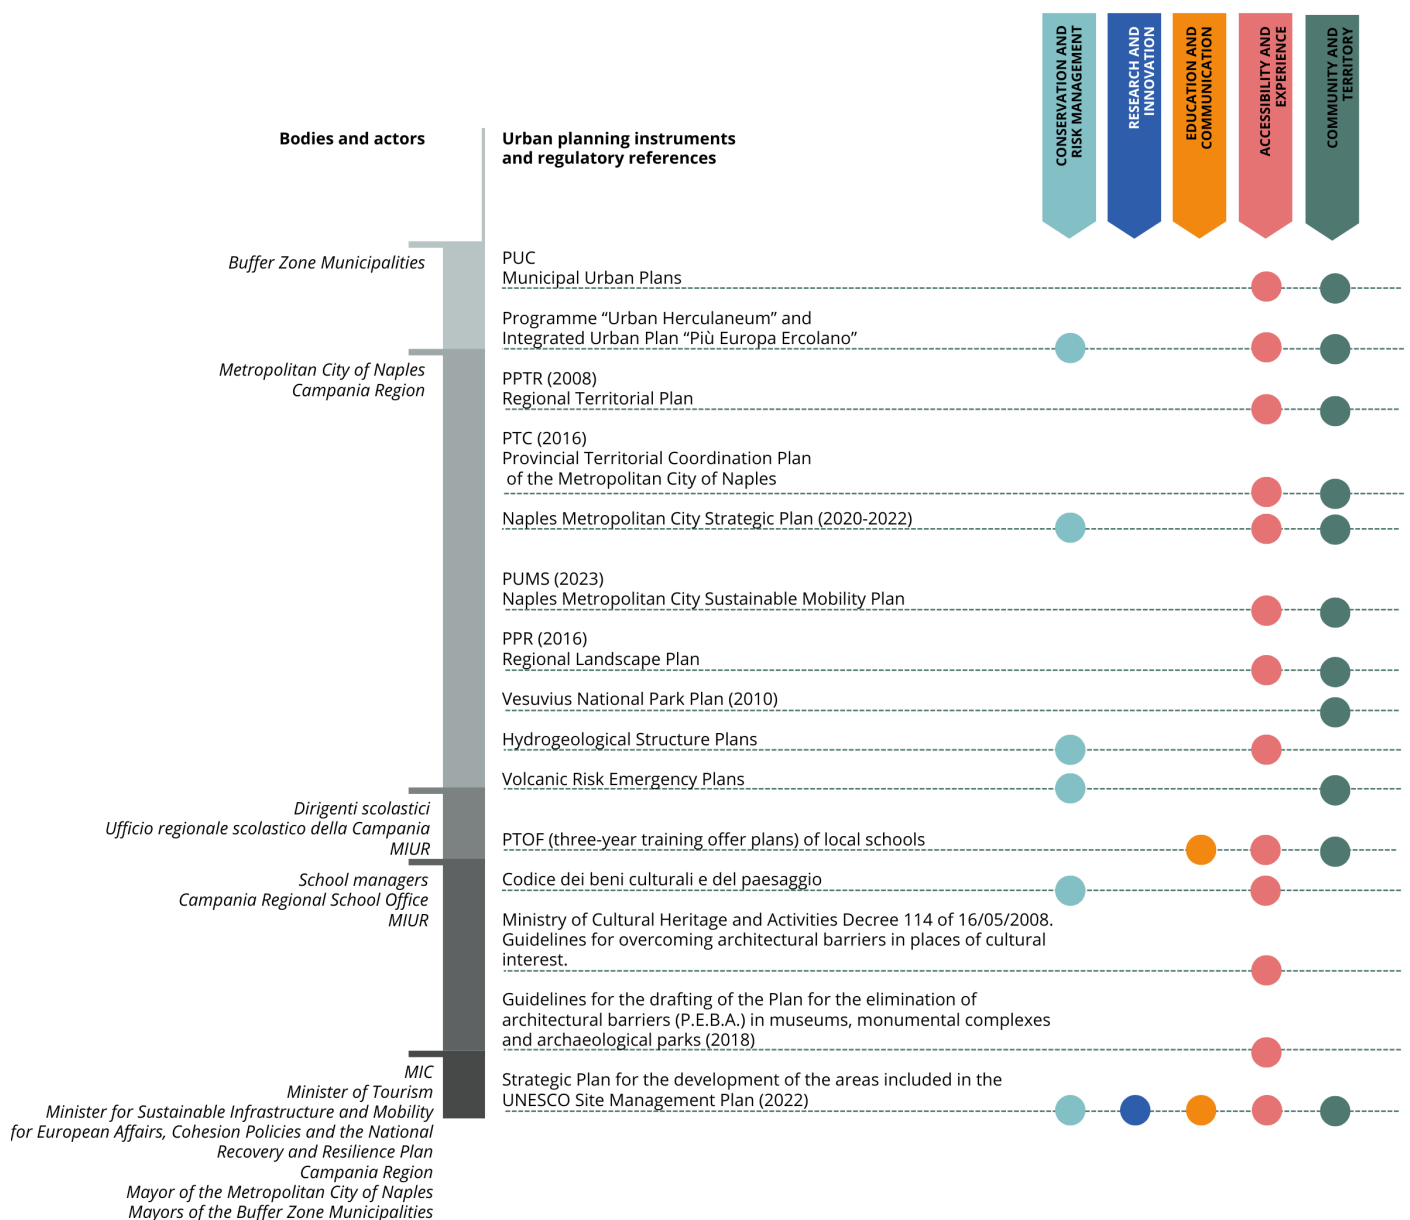 CONSERVATION AND
RISK MANAGEMENT
RESEARCH AND
INNOVATION
EDUCATION AND
COMMUNICATION
ACCESSIBILITY AND
EXPERIENCE
COMMUNITY AND
TERRITORY
Bodies and actors
Urban planning instruments
and regulatory references
Buffer Zone Municipalities
PUC
Municipal Urban Plans
Programme “Urban Herculaneum” and
Integrated Urban Plan “Più Europa Ercolano”
Metropolitan City of Naples
Campania Region
PPTR (2008)
Regional Territorial Plan
PTC (2016)
Provincial Territorial Coordination Plan
of the Metropolitan City of Naples
Naples Metropolitan City Strategic Plan (2020-2022)
PUMS (2023)
Naples Metropolitan City Sustainable Mobility Plan
PPR (2016)
Regional Landscape Plan
Vesuvius National Park Plan (2010)
Hydrogeological Structure Plans
Volcanic Risk Emergency Plans
Dirigenti scolastici
Ufficio regionale scolastico della Campania
MIUR
PTOF (three-year training offer plans) of local schools
School managers
Campania Regional School Office
MIUR
Codice dei beni culturali e del paesaggio
Ministry of Cultural Heritage and Activities Decree 114 of 16/05/2008.
Guidelines for overcoming architectural barriers in places of cultural
interest.
Guidelines for the drafting of the Plan for the elimination of
architectural barriers (P.E.B.A.) in museums, monumental complexes
and archaeological parks (2018)
MIC
Minister of Tourism
Minister for Sustainable Infrastructure and Mobility
for European Affairs, Cohesion Policies and the National
Recovery and Resilience Plan
Campania Region
Mayor of the Metropolitan City of Naples
Mayors of the Buffer Zone Municipalities
Strategic Plan for the development of the areas included in the
UNESCO Site Management Plan (2022)